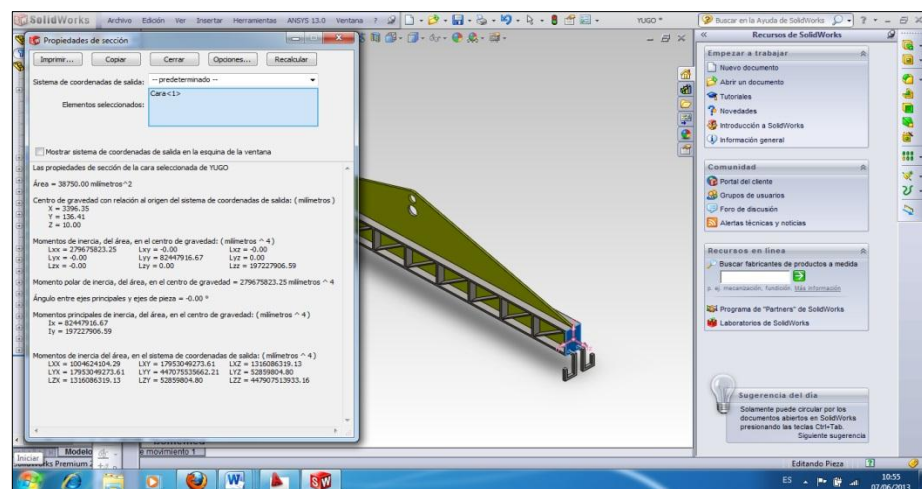 SolidWorks Archivo Edición Ver Insertar Herramientas ANSYS 13.0 Ventana ? YUGO * Buscar en la Ayuda de SolidWorks
Propiedades de sección
Imprimir... Copiar Cerrar Opciones... Recalcular
Sistema de coordenadas de salida: -- predeterminado --
Elementos seleccionados: Cara<1>
Mostrar sistema de coordenadas de salida en la esquina de la ventana
Las propiedades de sección de la cara seleccionada de YUGO
Área = 38750.00 milímetros^2
Centro de gravedad con relación al origen del sistema de coordenadas de salida: ( milímetros )
X = 3396.35
Y = 136.41
Z = 10.00
Momentos de inercia, del área, en el centro de gravedad: ( milímetros ^ 4 )
Lxx = 279675823.25 Lxy = -0.00 Lxz = -0.00
Lyx = -0.00 Lyy = 82447916.67 Lyz = 0.00
Lzx = -0.00 Lzy = 0.00 Lzz = 197227906.59
Momento polar de inercia, del área, en el centro de gravedad = 279675823.25 milímetros ^ 4
Ángulo entre ejes principales y ejes de pieza = -0.00 °
Momentos principales de inercia, del área, en el centro de gravedad: ( milímetros ^ 4 )
Ix = 82447916.67
Iy = 197227906.59
Momentos de inercia del área, en el sistema de coordenadas de salida: ( milímetros ^ 4 )
LXX = 1004624104.29 LXY = 17953049273.61 LXZ = 1316086319.13
LYX = 17953049273.61 LYY = 447075535662.21 LYZ = 52859804.80
LZX = 1316086319.13 LZY = 52859804.80 LZZ = 447907513933.16
Recursos de SolidWorks
Empezar a trabajar
Nuevo documento
Abrir un documento
Tutoriales
Novedades
Introducción a SolidWorks
Información general
Comunidad
Portal del cliente
Grupos de usuarios
Foro de discusión
Alertas técnicas y noticias
Recursos en línea
Buscar fabricantes de productos a medida
p. ej. mecanización, fundición. Más información
Programa de "Partners" de SolidWorks
Laboratorios de SolidWorks
Sugerencia del día
Solamente puede circular por los
documentos abiertos en SolidWorks
presionando las teclas Ctrl+Tab.
Siguiente sugerencia
Modelo
e movimiento 1
Iniciar
SolidWorks Premium
Editando Pieza
ES
10:55
07/06/2013